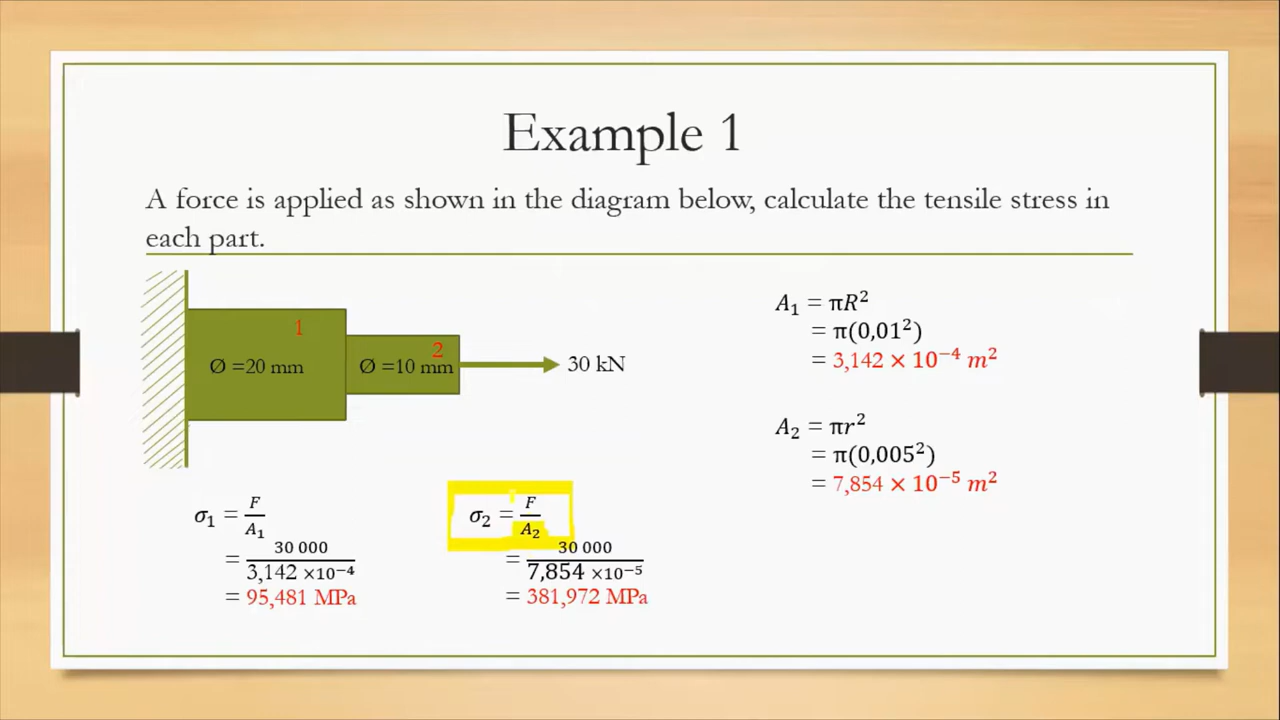 Example 1
A force is applied as shown in the diagram below, calculate the tensile stress in
each part.
1
Ø =20 mm
2
Ø =10 mm
30 kN
A₁ = πR²
= π(0,01²)
= 3,142 × 10⁻⁴ m²
A₂ = πr²
= π(0,005²)
= 7,854 × 10⁻⁵ m²
σ₁ = F/A₁
= 30 000/3,142 ×10⁻⁴
= 95,481 MPa
σ₂ = F/A₂
= 30 000/7,854 ×10⁻⁵
= 381,972 MPa